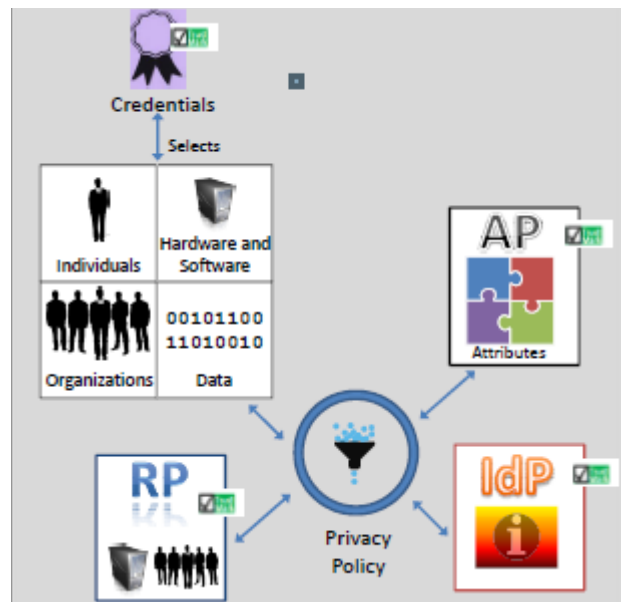 Credentials
Selects
Individuals
Hardware and
Software
Organizations
00101100
11010010
Data
AP
Attributes
RP
IdP
Privacy
Policy